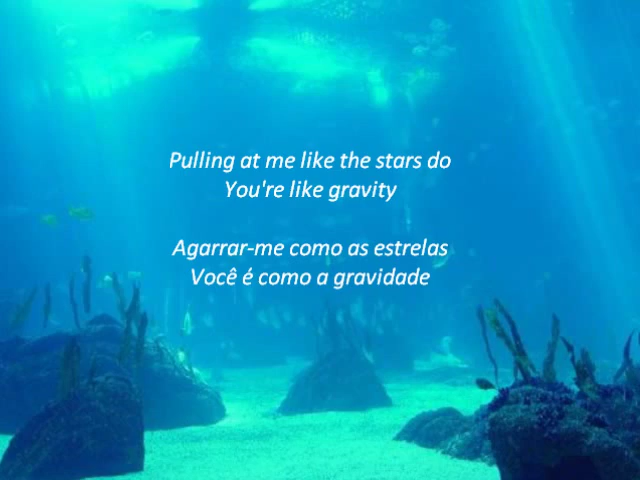 Pulling at me like the stars do
You're like gravity
Agarrar-me como as estrelas
Você é como a gravidade